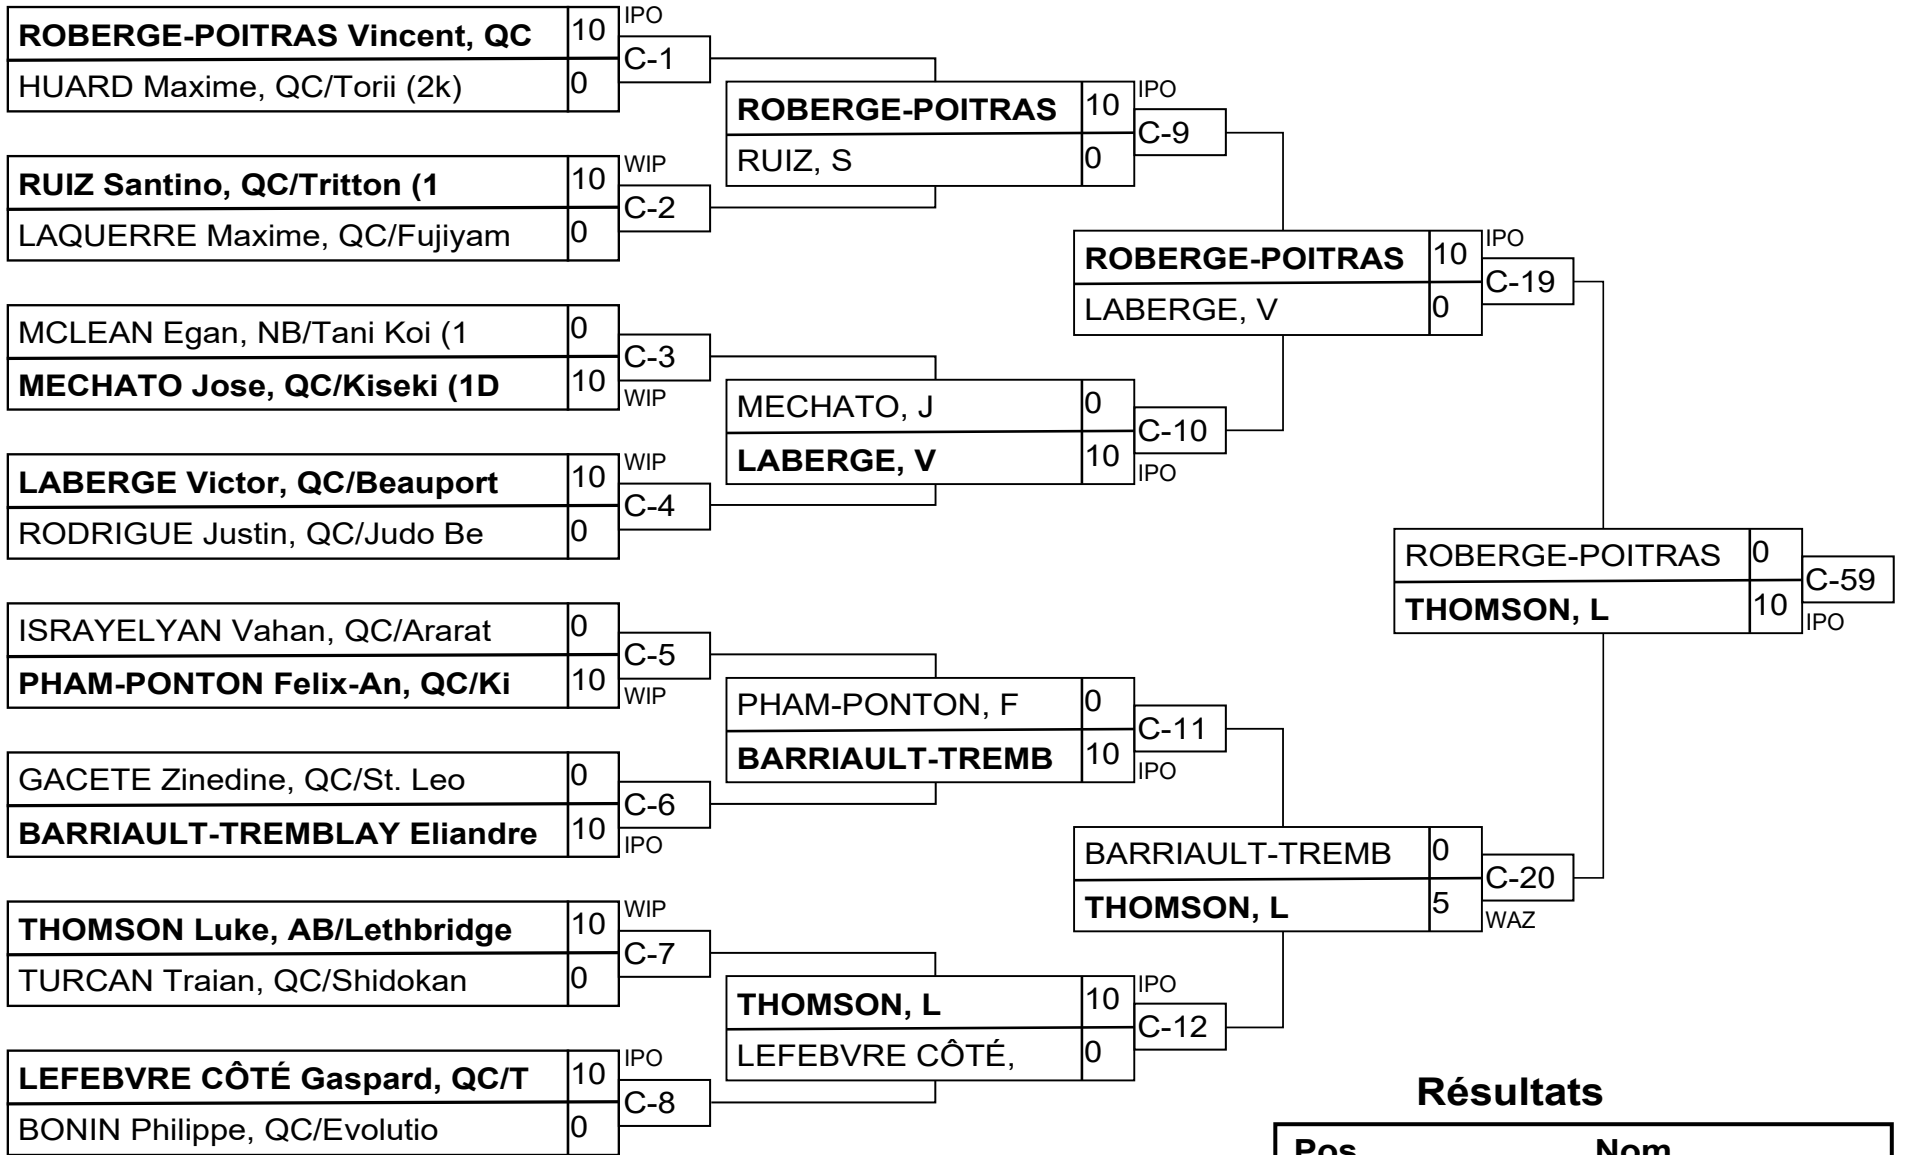 ROBERGE-POITRAS Vincent, QC 10 IPO
HUARD Maxime, QC/Torii (2k) 0
C-1
RUIZ Santino, QC/Tritton (1 10 WIP
LAQUERRE Maxime, QC/Fujiyam 0
C-2
MCLEAN Egan, NB/Tani Koi (1 0
MECHATO Jose, QC/Kiseki (1D 10 WIP
C-3
LABERGE Victor, QC/Beauport 10 WIP
RODRIGUE Justin, QC/Judo Be 0
C-4
ISRAYELYAN Vahan, QC/Ararat 0
PHAM-PONTON Felix-An, QC/Ki 10 WIP
C-5
GACETE Zinedine, QC/St. Leo 0
BARRIAULT-TREMBLAY Eliandre 10 IPO
C-6
THOMSON Luke, AB/Lethbridge 10 WIP
TURCAN Traian, QC/Shidokan 0
C-7
LEFEBVRE CÔTÉ Gaspard, QC/T 10 IPO
BONIN Philippe, QC/Evolutio 0
C-8
ROBERGE-POITRAS 10 IPO
RUIZ, S 0
C-9
MECHATO, J 0
LABERGE, V 10 IPO
C-10
PHAM-PONTON, F 0
BARRIAULT-TREMB 10 IPO
C-11
THOMSON, L 10 IPO
LEFEBVRE CÔTÉ, 0
C-12
ROBERGE-POITRAS 10 IPO
LABERGE, V 0
C-19
BARRIAULT-TREMB 0
THOMSON, L 5 WAZ
C-20
ROBERGE-POITRAS 0
THOMSON, L 10 IPO
C-59
Résultats
Pos Nom